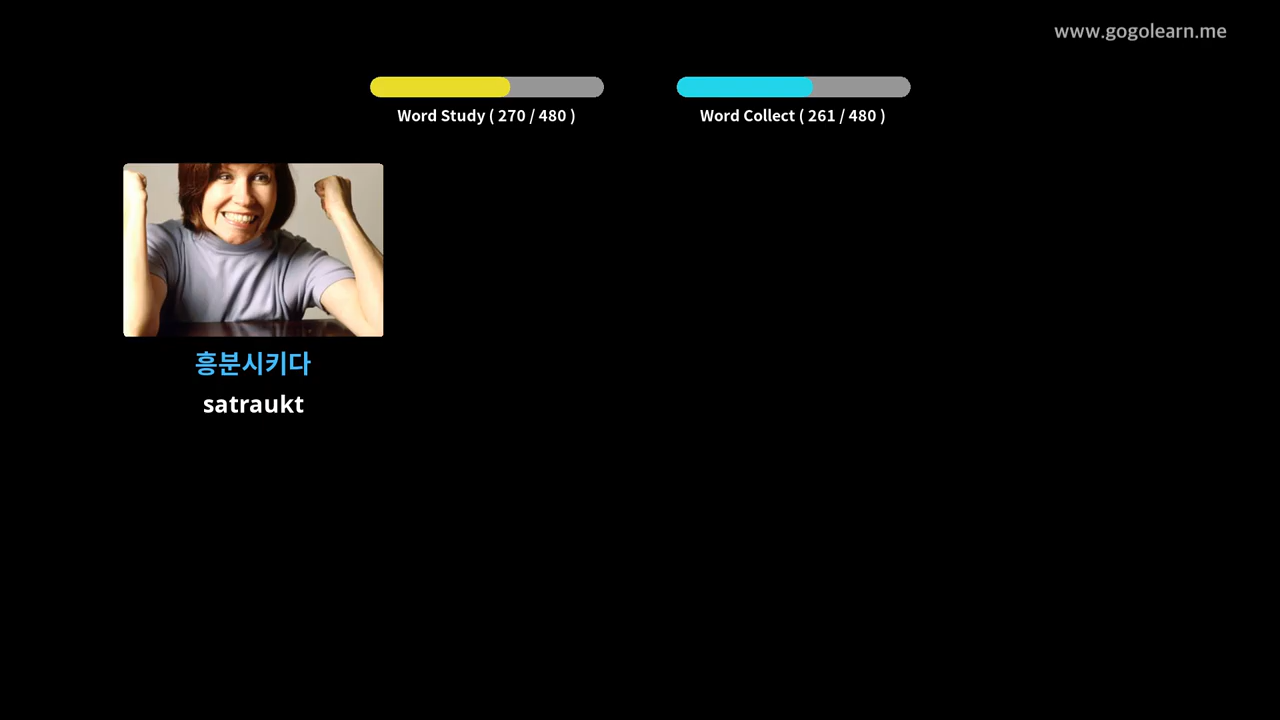 www.gogolearn.me
Word Study ( 270 / 480 )
Word Collect ( 261 / 480 )
흥분시키다
satraukt